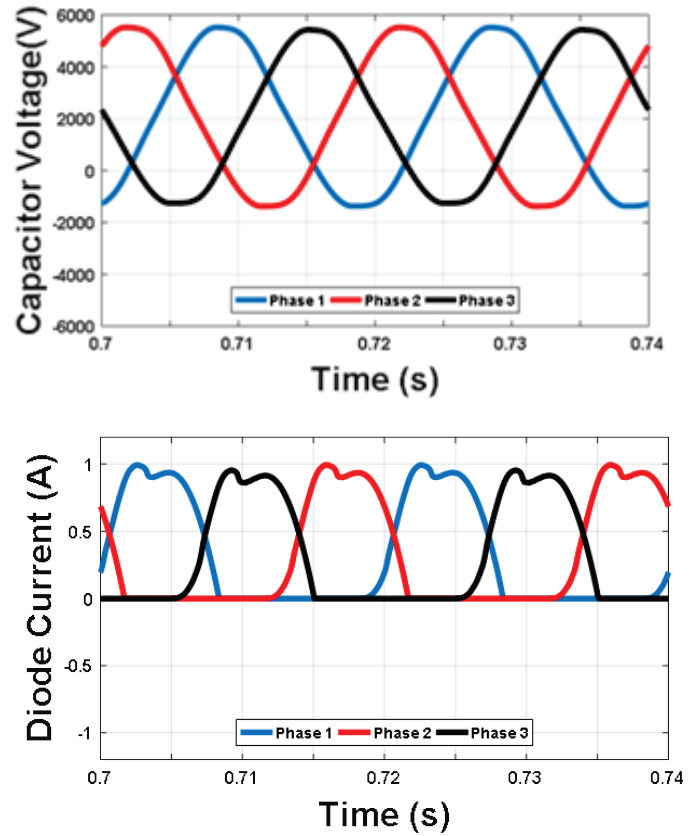 Capacitor Voltage(V)
6000
4000
2000
0
-2000
-4000
-6000
Phase 1 Phase 2 Phase 3
0.7 0.71 0.72 0.73 0.74
Time (s)
Diode Current (A)
1
0.5
0
-0.5
-1
Phase 1 Phase 2 Phase 3
0.7 0.71 0.72 0.73 0.74
Time (s)